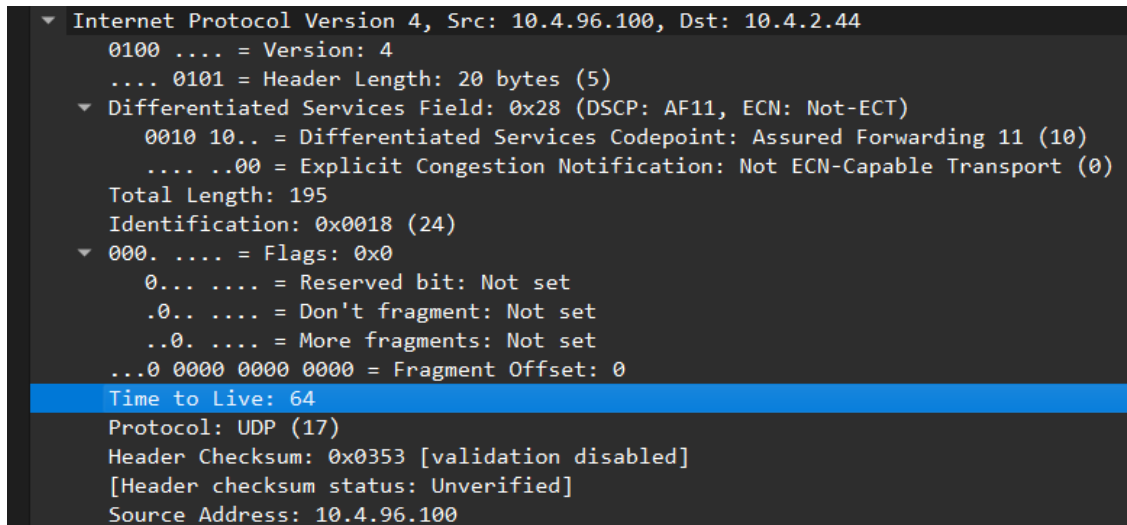 Internet Protocol Version 4, Src: 10.4.96.100, Dst: 10.4.2.44
0100 .... = Version: 4
.... 0101 = Header Length: 20 bytes (5)
Differentiated Services Field: 0x28 (DSCP: AF11, ECN: Not-ECT)
0010 10.. = Differentiated Services Codepoint: Assured Forwarding 11 (10)
.... ..00 = Explicit Congestion Notification: Not ECN-Capable Transport (0)
Total Length: 195
Identification: 0x0018 (24)
000. .... = Flags: 0x0
0... .... = Reserved bit: Not set
.0.. .... = Don't fragment: Not set
..0. .... = More fragments: Not set
...0 0000 0000 0000 = Fragment Offset: 0
Time to Live: 64
Protocol: UDP (17)
Header Checksum: 0x0353 [validation disabled]
[Header checksum status: Unverified]
Source Address: 10.4.96.100